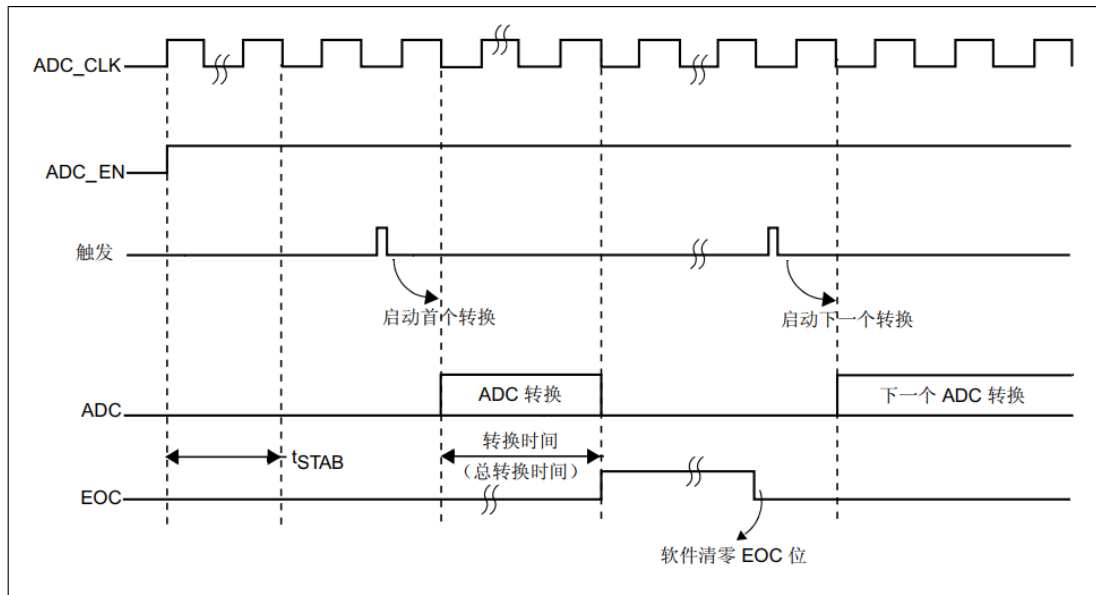 ADC_CLK
ADC_EN
触发
启动首个转换
启动下一个转换
ADC
ADC 转换
下一个 ADC 转换
tSTAB
转换时间
（总转换时间）
EOC
软件清零 EOC 位